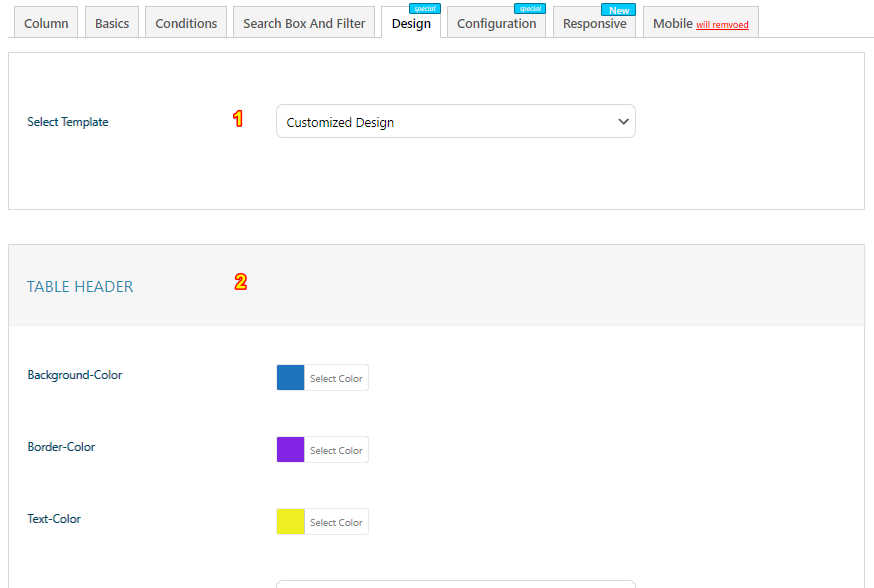 special special New
Column Basics Conditions Search Box And Filter Design Configuration Responsive Mobile will remvoed
Select Template 1 Customized Design
TABLE HEADER 2
Background-Color Select Color
Border-Color Select Color
Text-Color Select Color